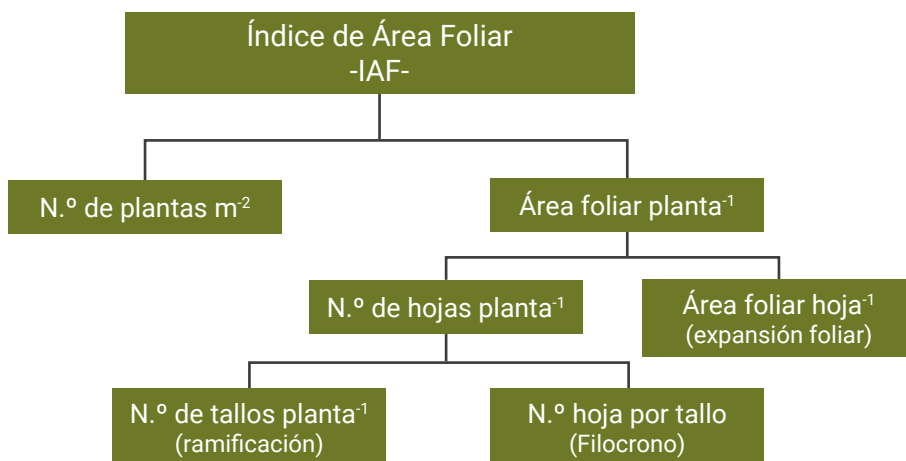 Índice de Área Foliar
-IAF-
N.º de plantas m⁻²
Área foliar planta⁻¹
N.º de hojas planta⁻¹
Área foliar hoja⁻¹
(expansión foliar)
N.º de tallos planta⁻¹
(ramificación)
N.º hoja por tallo
(Filocrono)